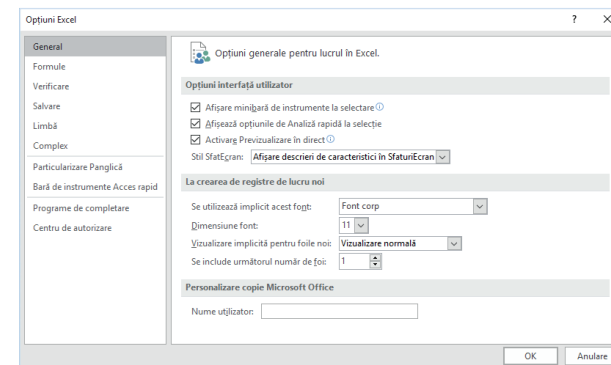 Opțiuni Excel
?
General
Formule
Verificare
Salvare
Limbă
Complex
Particularizare Panglică
Bară de instrumente Acces rapid
Programe de completare
Centru de autorizare
Opțiuni generale pentru lucrul în Excel.
Opțiuni interfață utilizator
Afișare minibară de instrumente la selectare
Afișează opțiunile de Analiză rapidă la selecție
Activare Previzualizare în direct
Stil SfatEcran: Afișare descrieri de caracteristici în SfaturiEcran
La crearea de registre de lucru noi
Se utilizează implicit acest font: Font corp
Dimensiune font: 11
Vizualizare implicită pentru foile noi: Vizualizare normală
Se include următorul număr de foi: 1
Personalizare copie Microsoft Office
Nume utilizator:
OK Anulare